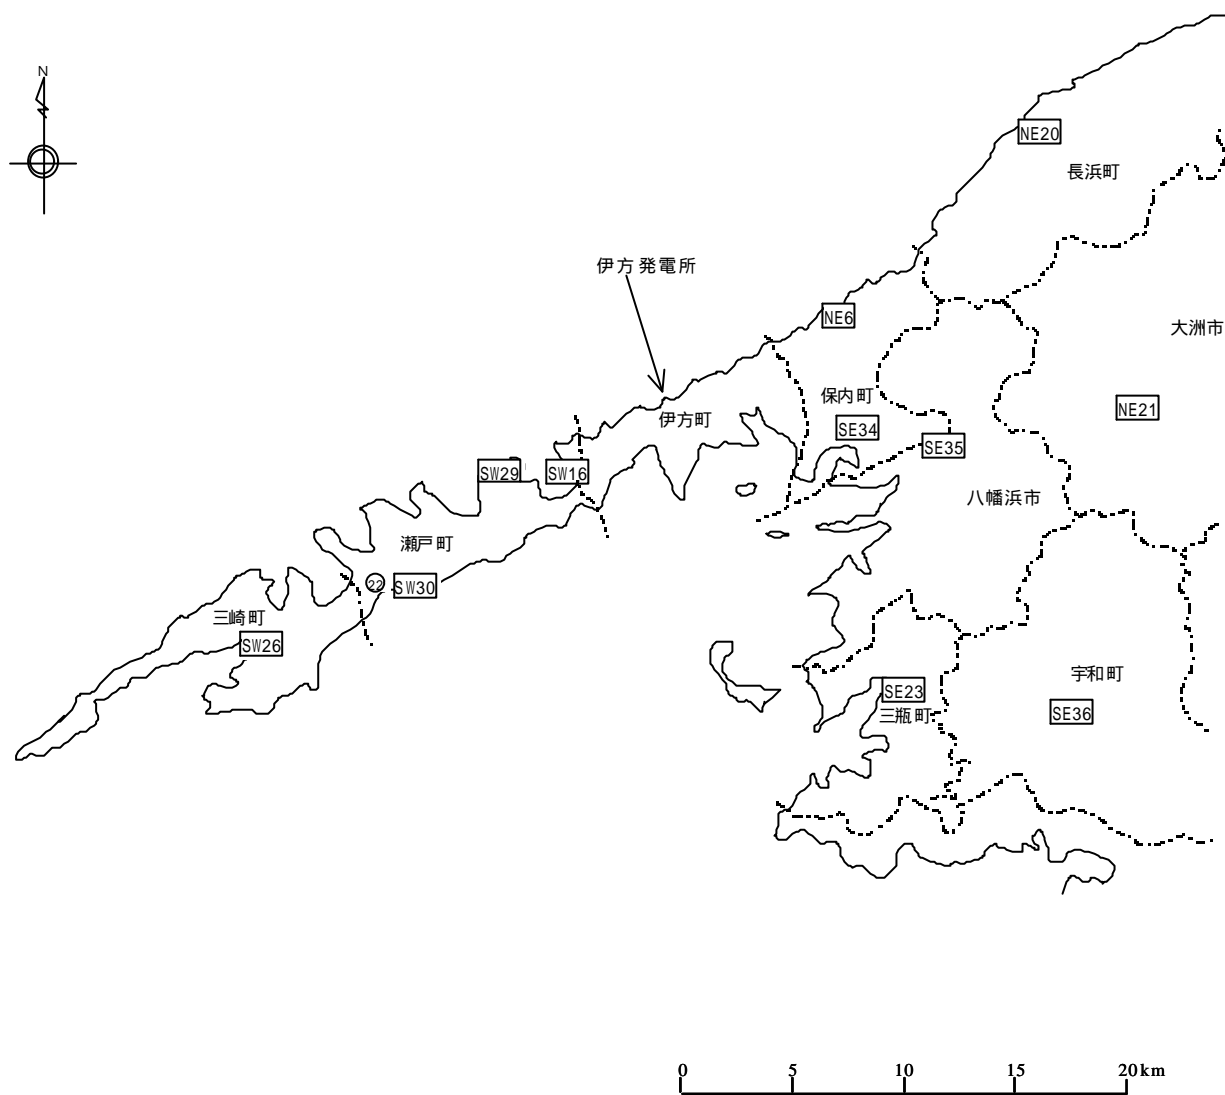 N
NE20
長浜町
伊方発電所
NE6
大洲市
保内町
NE21
伊方町
SE34
SE35
SW29
SW16
八幡浜市
瀬戸町
22
SW30
三崎町
SW26
宇和町
SE23
三瓶町
SE36
0 5 10 15 20km